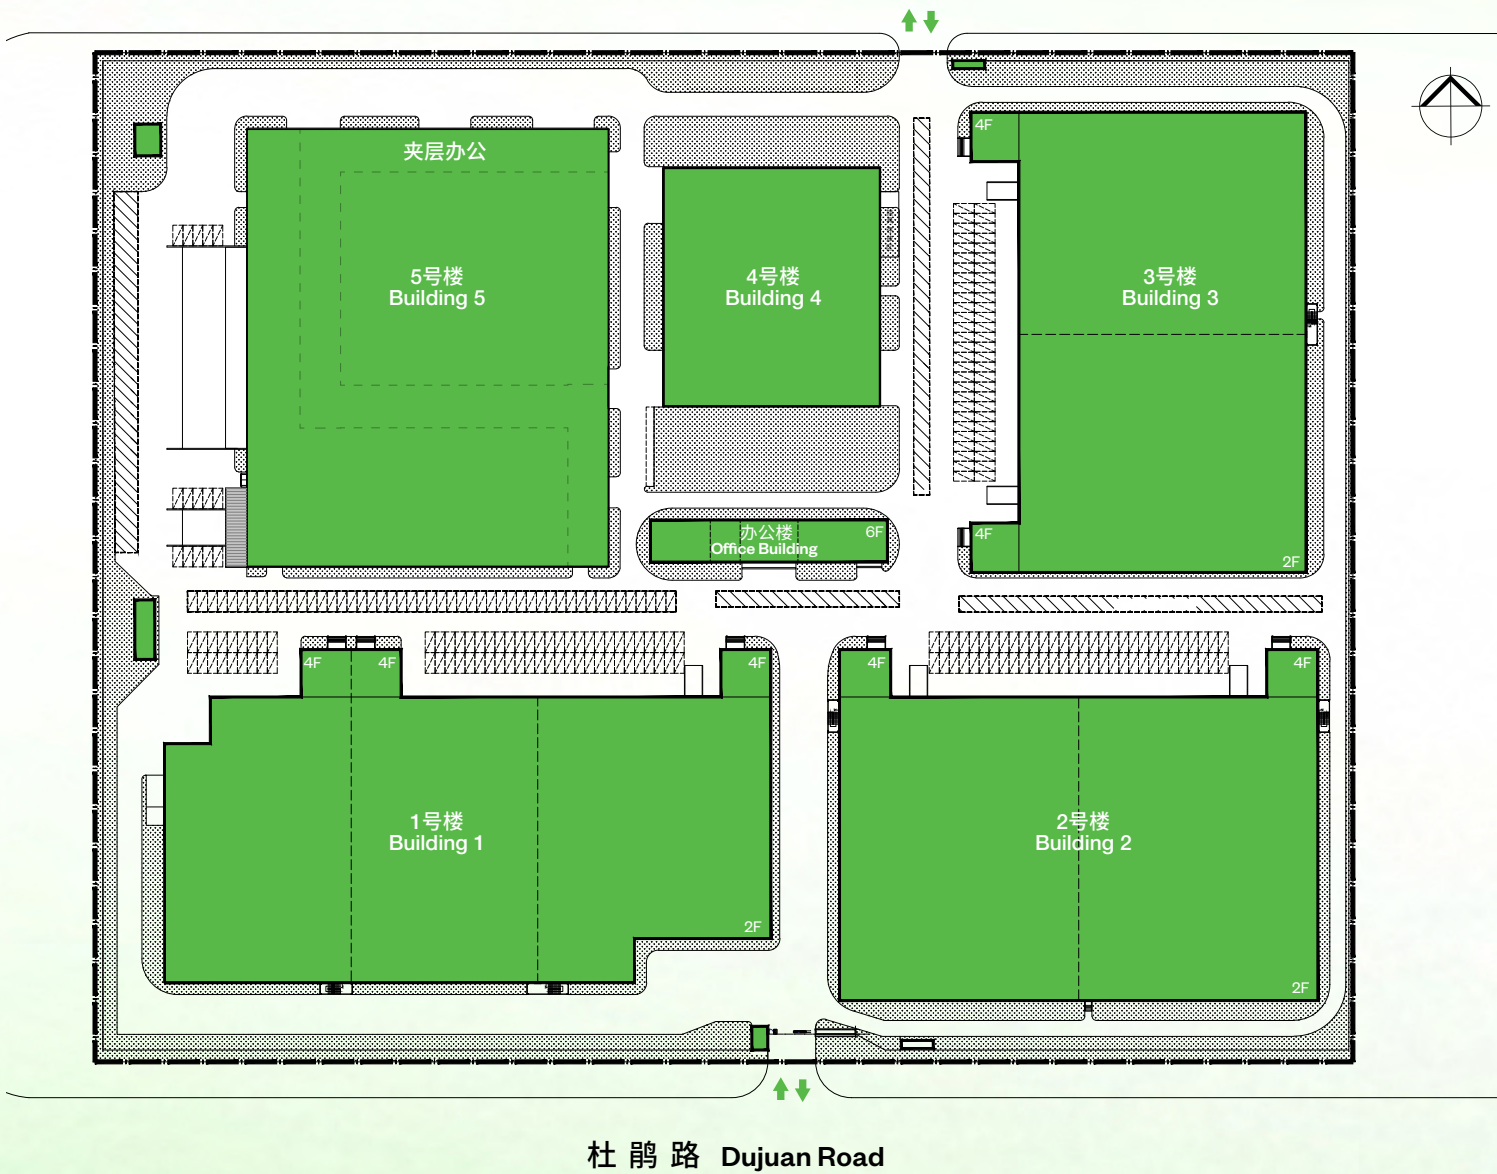 4F
夹层办公
5号楼
Building 5
4号楼
Building 4
3号楼
Building 3
办公楼
Office Building
6F
4F
2F
4F
4F
4F
4F
4F
1号楼
Building 1
2号楼
Building 2
2F
2F
杜鹃路 Dujuan Road